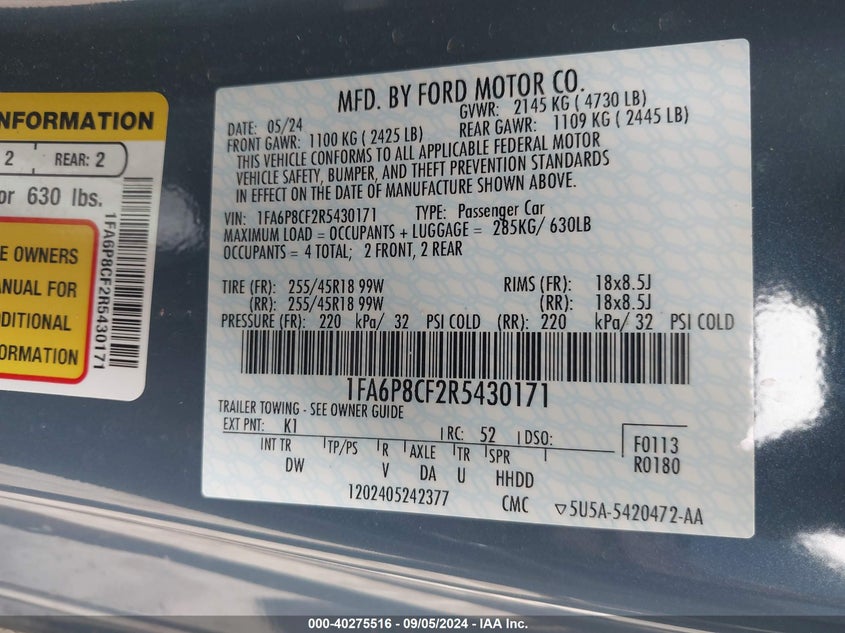 NFORMATION
2 REAR: 2
or 630 lbs.
E OWNERS
ANUAL FOR
DITIONAL
FORMATION
1FA6P8CF2R5430171
MFD. BY FORD MOTOR CO.
DATE: 05/24 GVWR: 2145 KG ( 4730 LB)
FRONT GAWR: 1100 KG ( 2425 LB) REAR GAWR: 1109 KG ( 2445 LB)
THIS VEHICLE CONFORMS TO ALL APPLICABLE FEDERAL MOTOR
VEHICLE SAFETY, BUMPER, AND THEFT PREVENTION STANDARDS
IN EFFECT ON THE DATE OF MANUFACTURE SHOWN ABOVE.
VIN: 1FA6P8CF2R5430171 TYPE: Passenger Car
MAXIMUM LOAD = OCCUPANTS + LUGGAGE = 285KG/ 630LB
OCCUPANTS = 4 TOTAL; 2 FRONT, 2 REAR
TIRE (FR): 255/45R18 99W RIMS (FR): 18x8.5J
(RR): 255/45R18 99W (RR): 18x8.5J
PRESSURE (FR): 220 kPa/ 32 PSI COLD (RR): 220 kPa/ 32 PSI COLD
1FA6P8CF2R5430171
TRAILER TOWING - SEE OWNER GUIDE
EXT PNT: K1 RC: 52 DSO: F0113
INT TR TP/PS R AXLE TR SPR R0180
DW V DA U HHDD
1202405242377 CMC ▽5U5A-5420472-AA
000-40275516 - 09/05/2024 - IAA Inc.